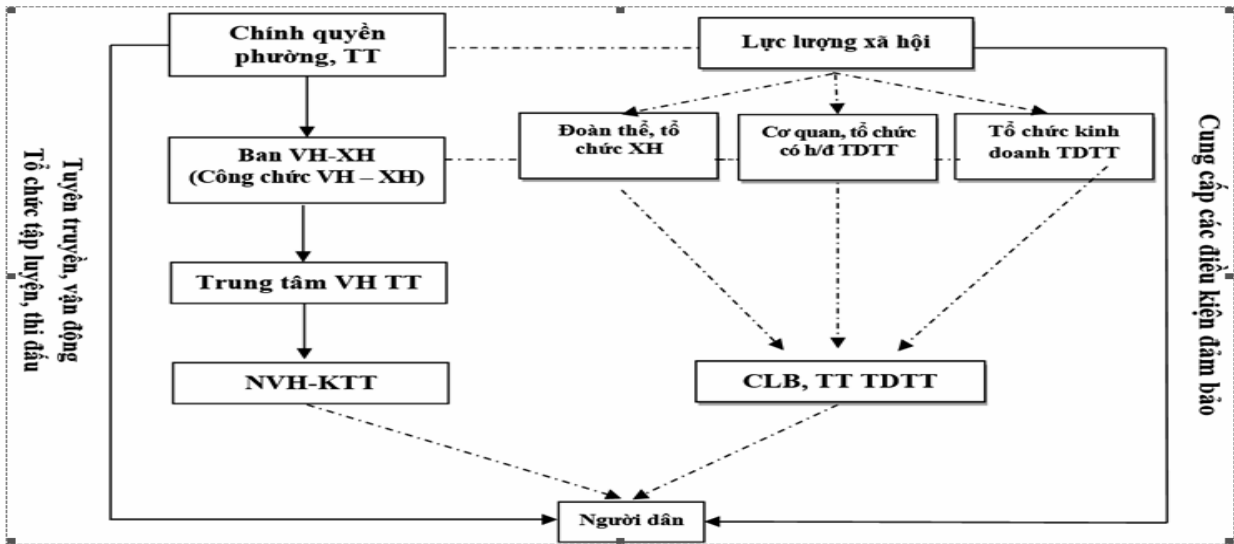 Chính quyền
phường, TT
Lực lượng xã hội
Đoàn thể, tổ
chức XH
Cơ quan, tổ chức
có h/đ TDTT
Tổ chức kinh
doanh TDTT
Ban VH-XH
(Công chức VH – XH)
Trung tâm VH TT
NVH-KTT
CLB, TT TDTT
Người dân
Tuyên truyền, vận động
Tổ chức tập luyện, thi đấu
Cung cấp các điều kiện đảm bảo